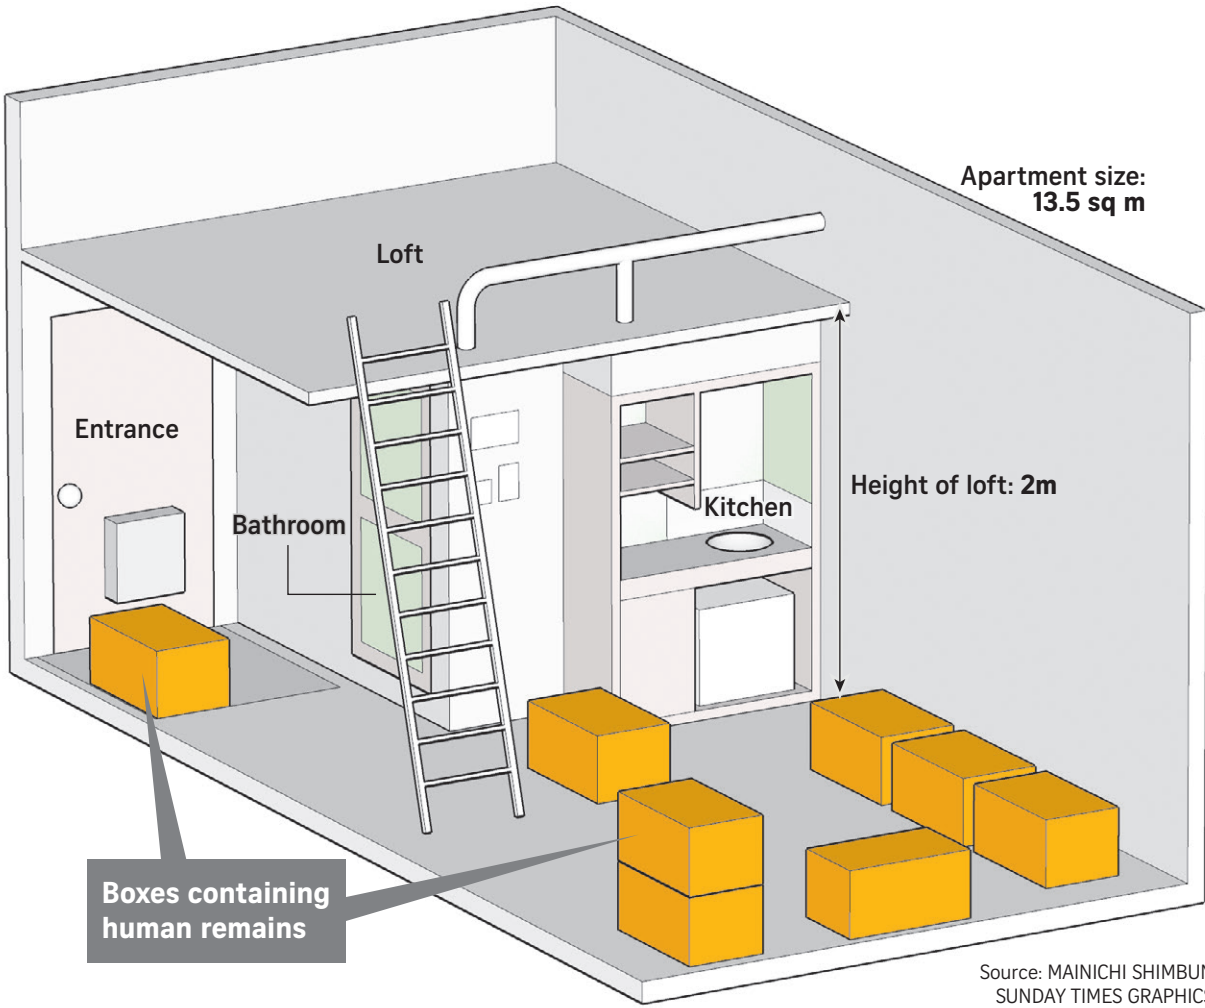 Apartment size:
13.5 sq m
Loft
Entrance
Height of loft: 2m
Kitchen
Bathroom
Boxes containing
human remains
Source: MAINICHI SHIMBUN
SUNDAY TIMES GRAPHICS